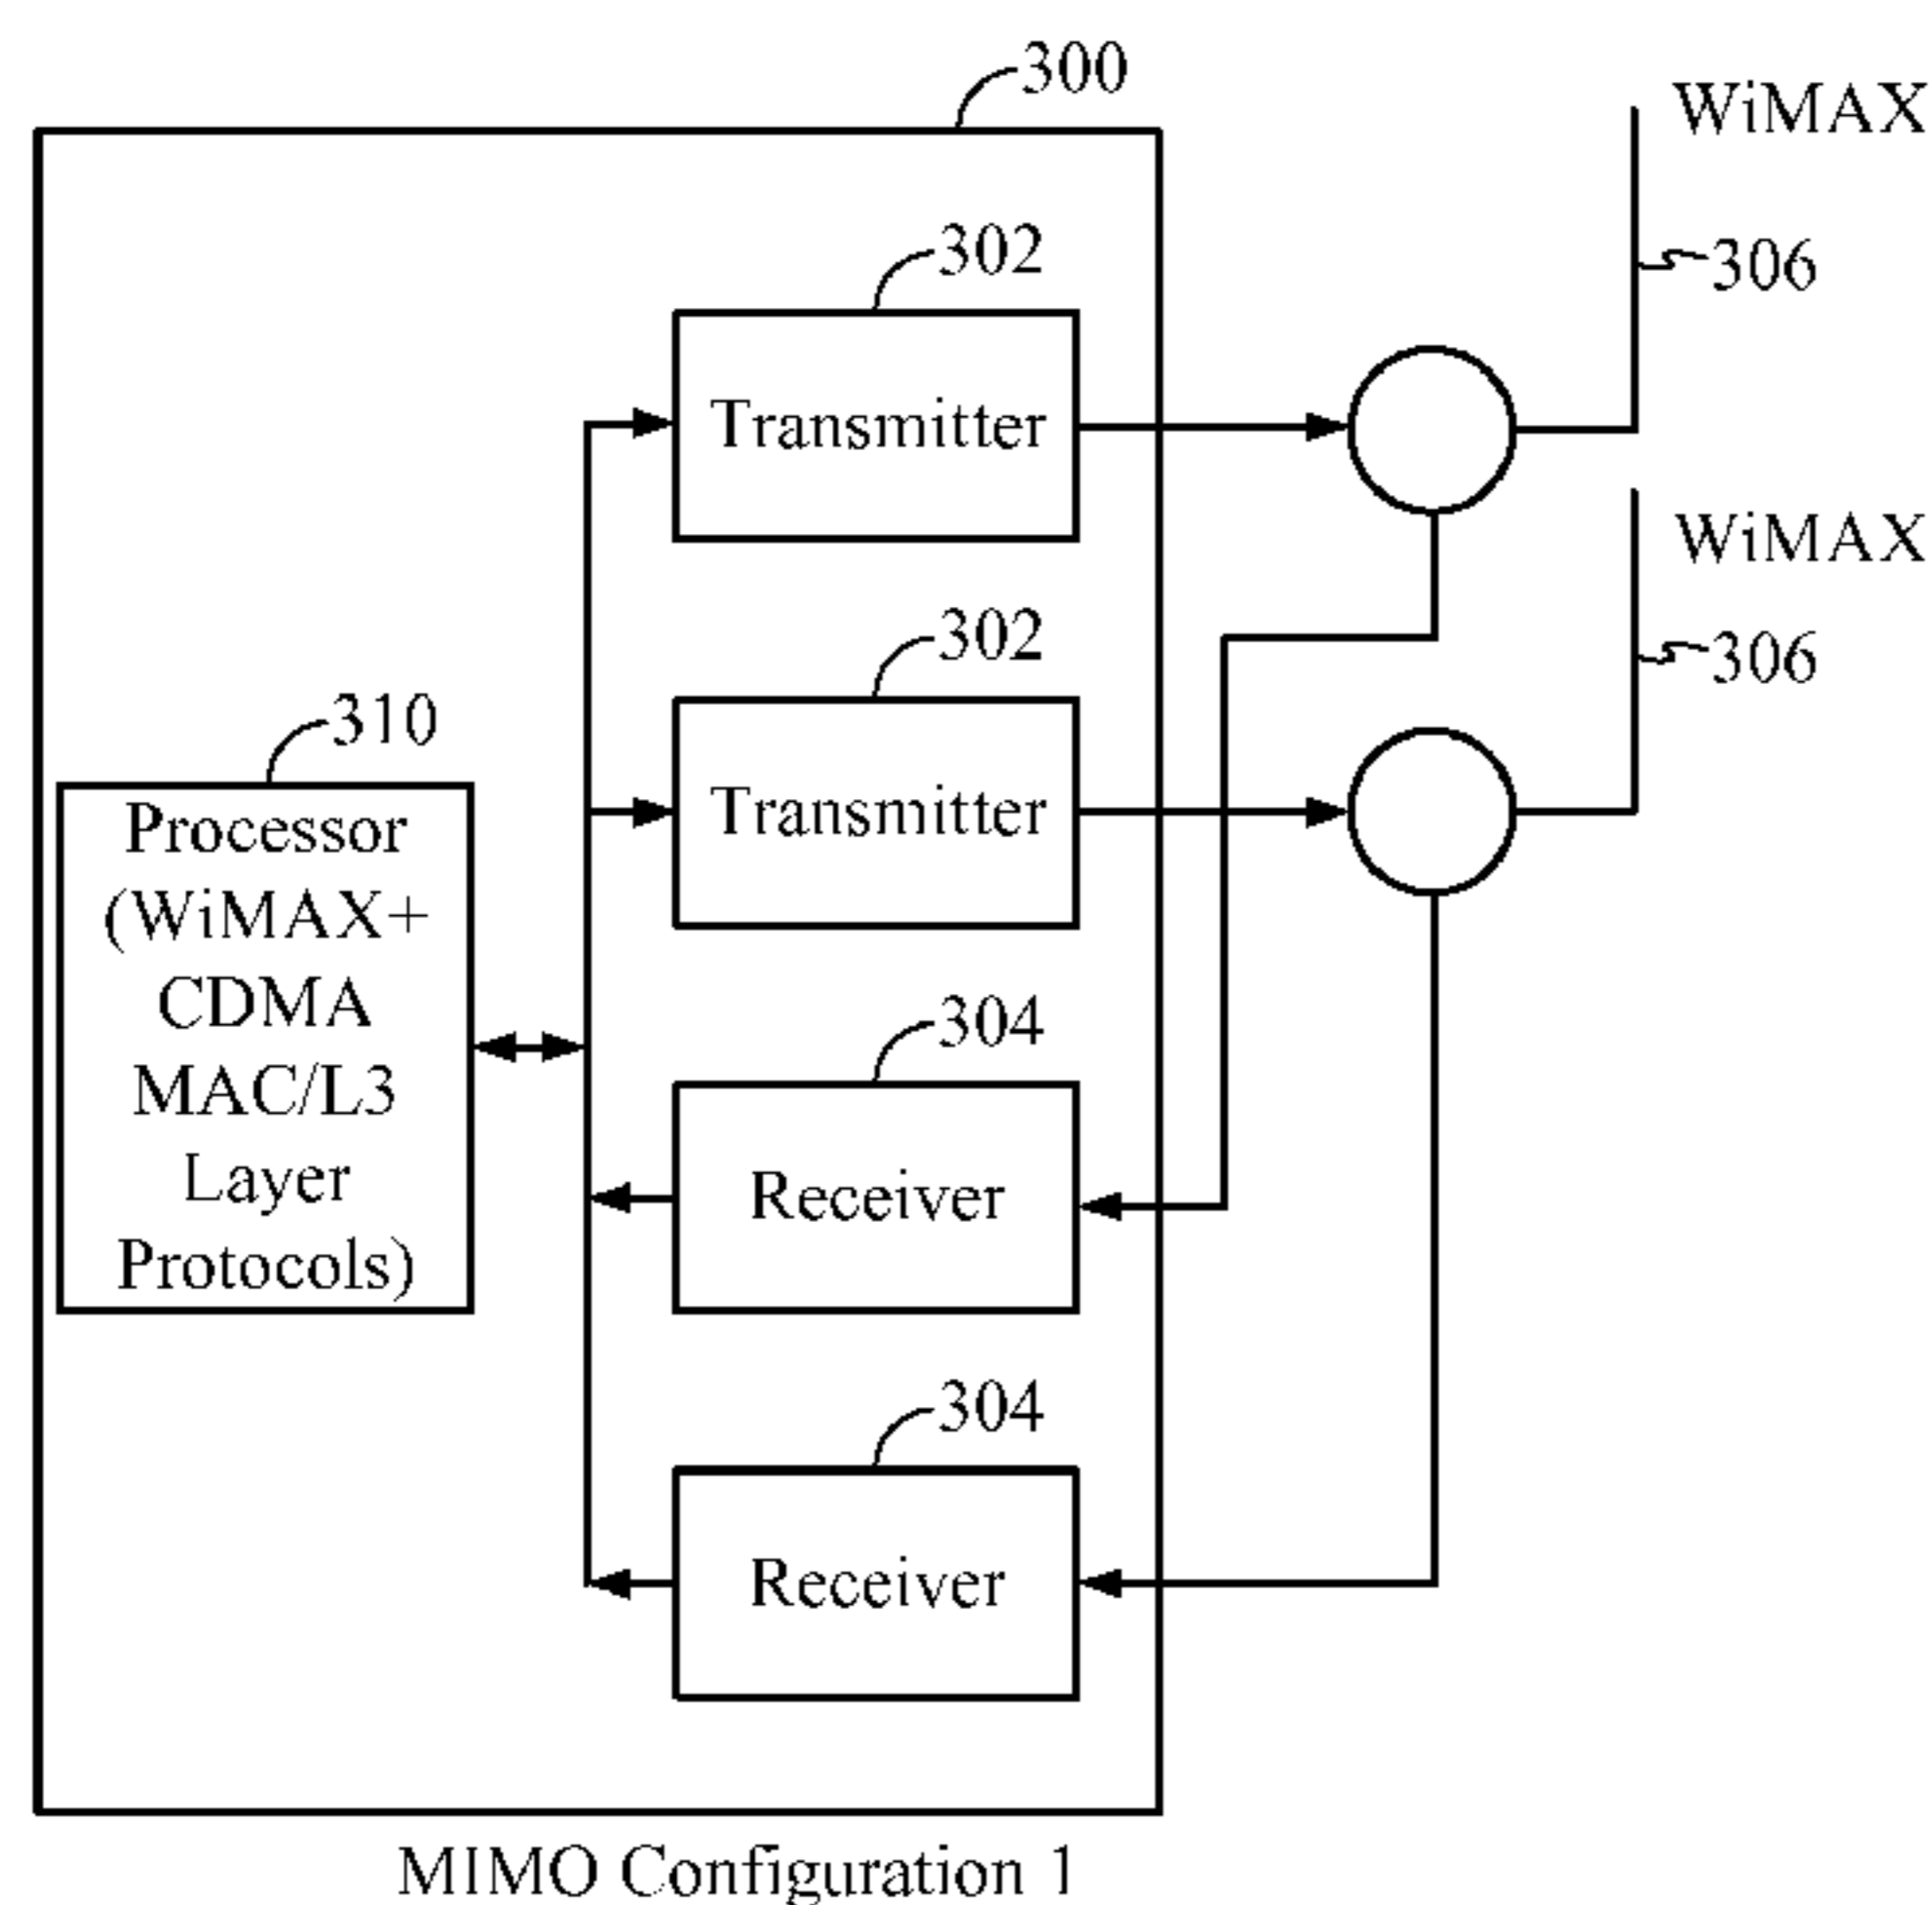 300
WiMAX
302
306
Transmitter
WiMAX
302
306
310
Transmitter
Processor
(WiMAX+
CDMA
MAC/L3
Layer
Protocols)
304
Receiver
304
Receiver
MIMO Configuration 1